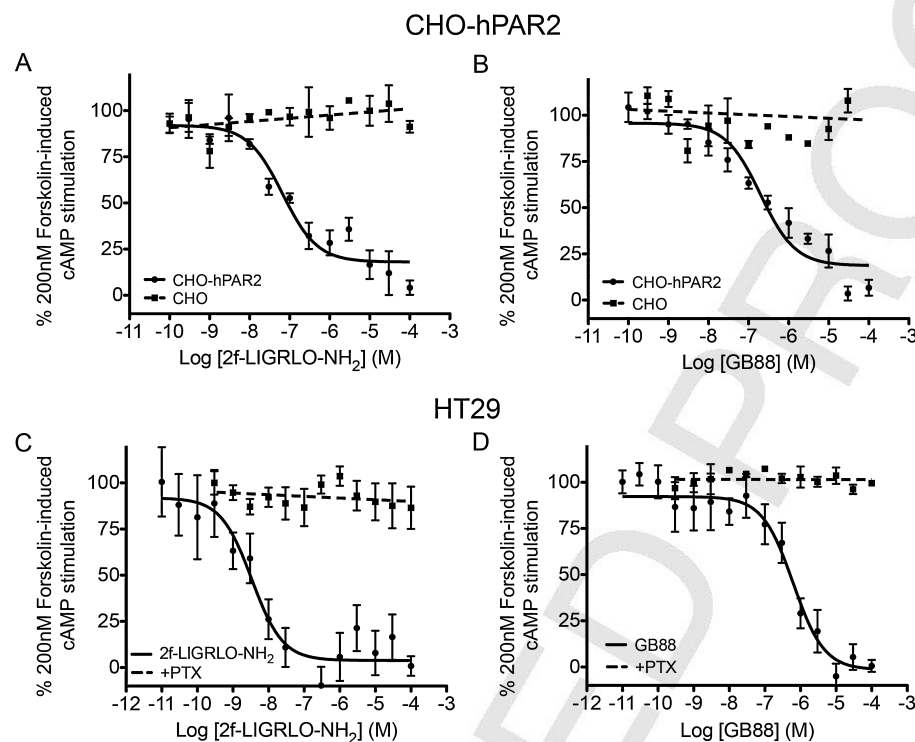 CHO-hPAR2
A
% 200nM Forskolin-induced
cAMP stimulation
100
75
50
25
0
CHO-hPAR2
CHO
-11 -10 -9 -8 -7 -6 -5 -4 -3
Log [2f-LIGRLO-NH2] (M)
B
% 200nM Forskolin-induced
cAMP stimulation
100
75
50
25
0
CHO-hPAR2
CHO
-11 -10 -9 -8 -7 -6 -5 -4 -3
Log [GB88] (M)
HT29
C
% 200nM Forskolin-induced
cAMP stimulation
100
75
50
25
0
2f-LIGRLO-NH2
+PTX
-12 -11 -10 -9 -8 -7 -6 -5 -4 -3
Log [2f-LIGRLO-NH2] (M)
D
% 200nM Forskolin-induced
cAMP stimulation
100
75
50
25
0
GB88
+PTX
-12 -11 -10 -9 -8 -7 -6 -5 -4 -3
Log [GB88] (M)
ED PRO